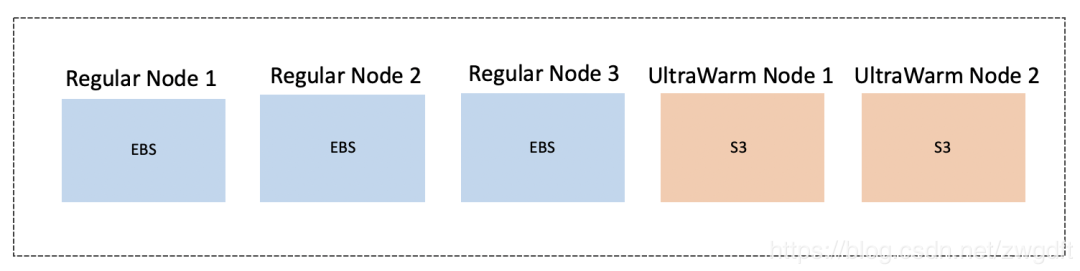 Regular Node 1
Regular Node 2
Regular Node 3
UltraWarm Node 1
UltraWarm Node 2
EBS
EBS
EBS
S3
S3
https://blog.csdn.net/zwgdft